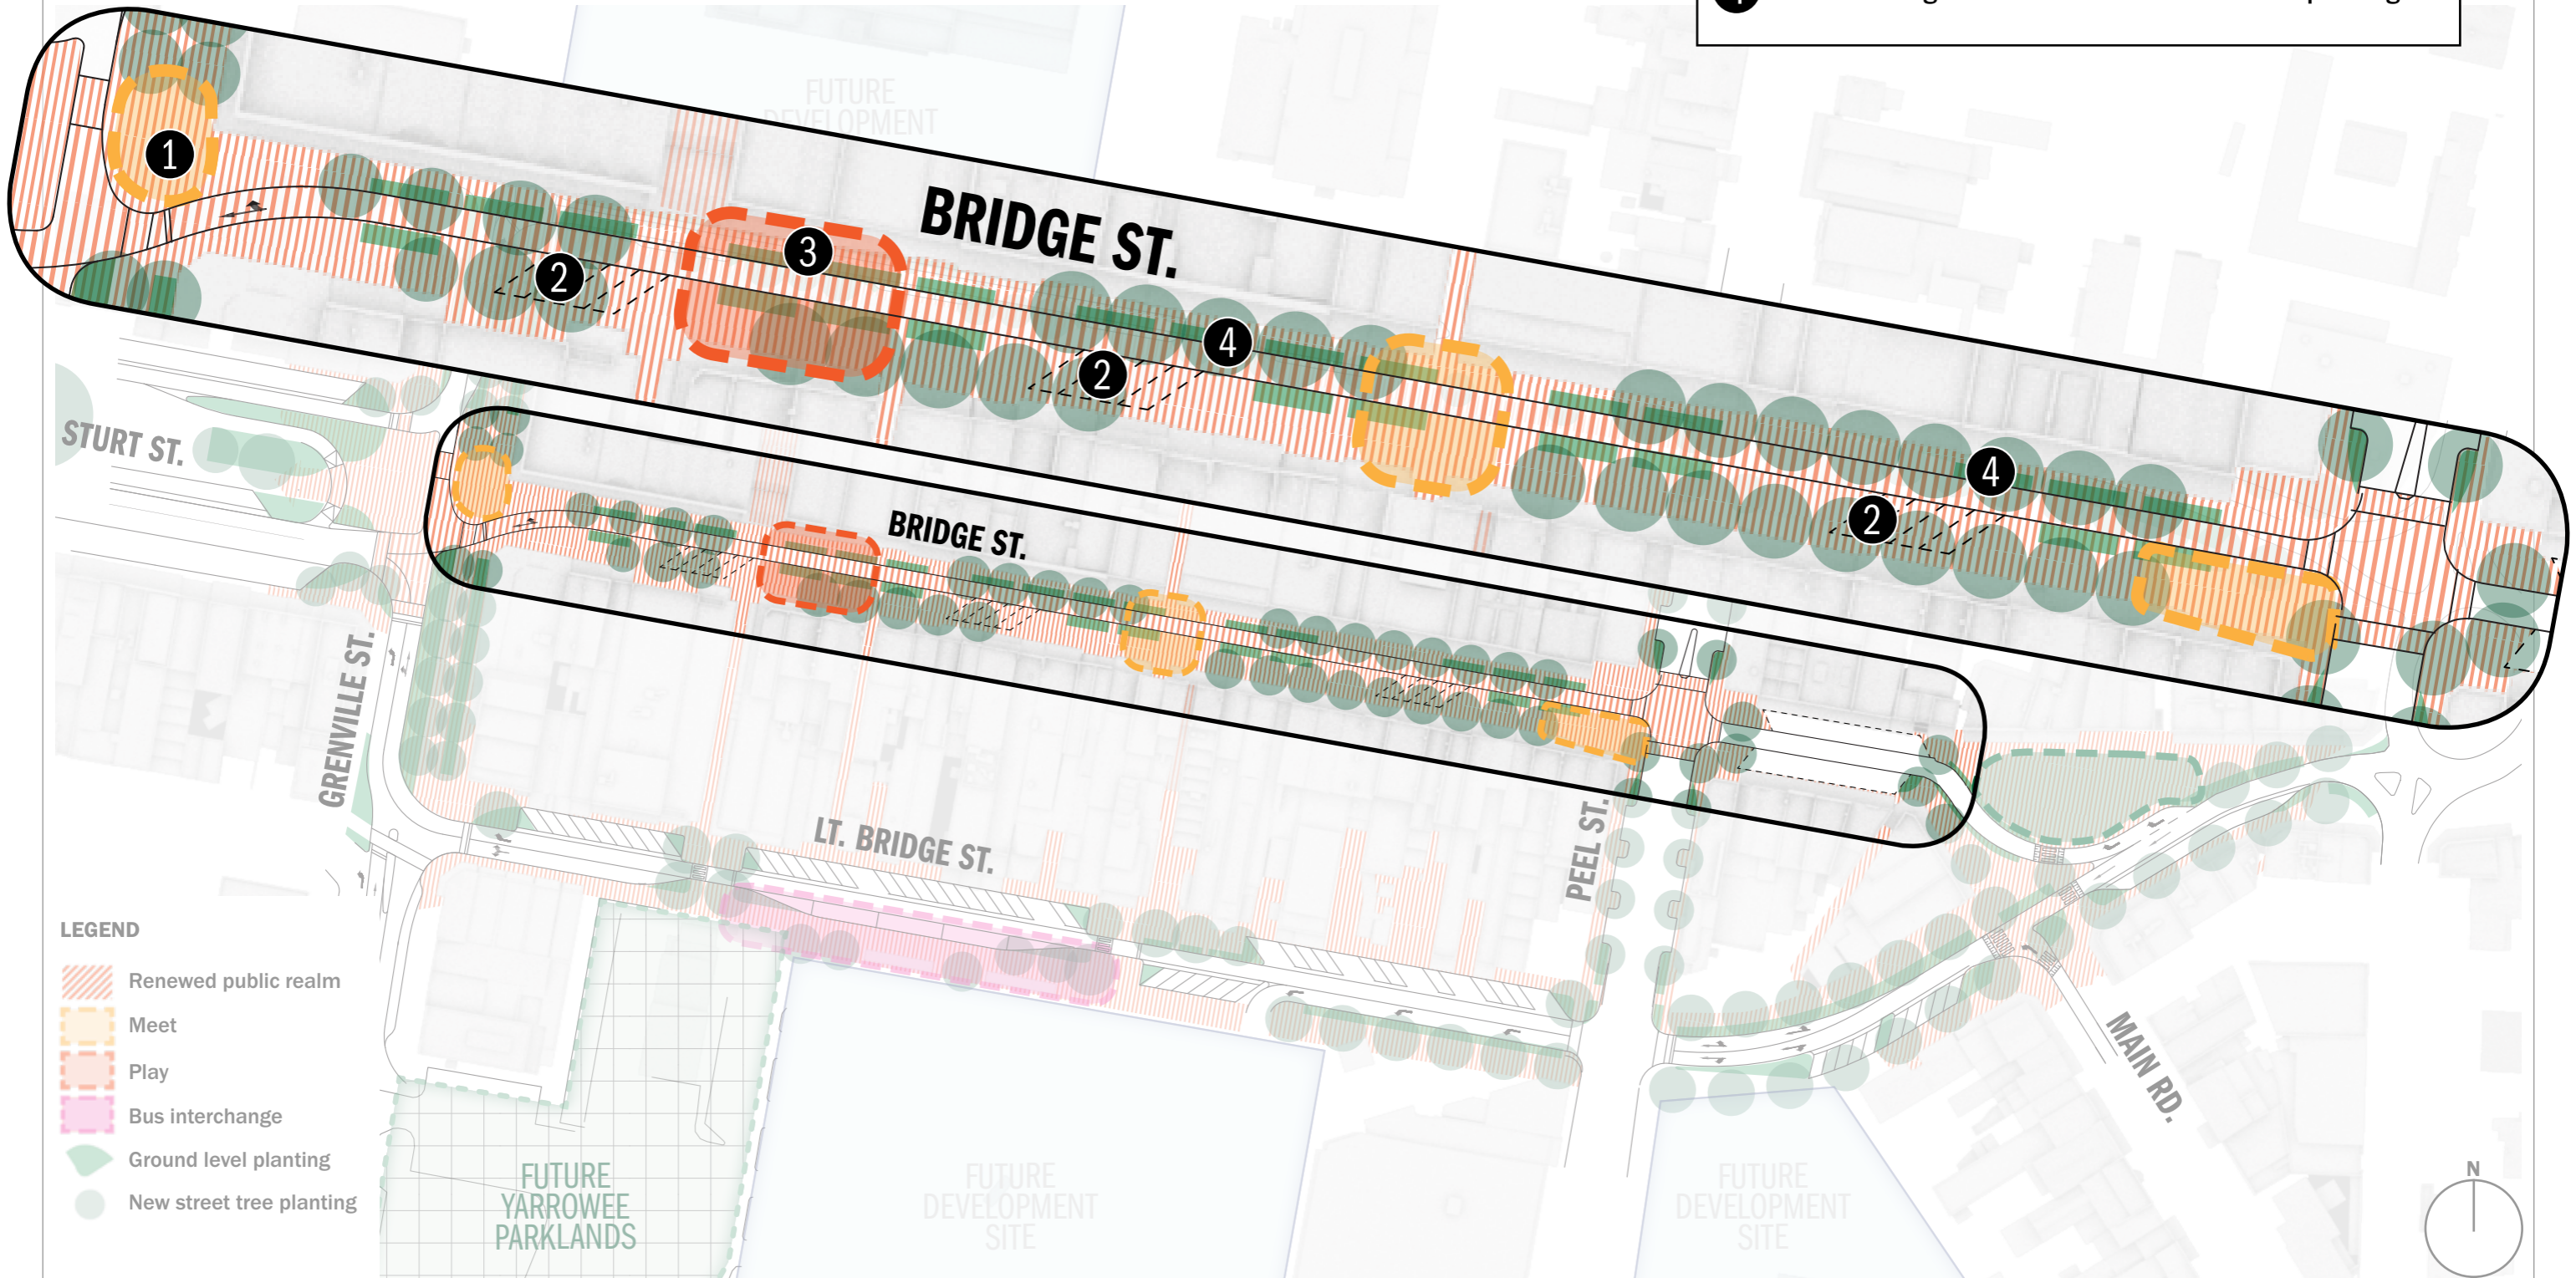 FUTURE
DEVELOPMENT
1
BRIDGE ST.
3
2
4
2
4
2
STURT ST.
BRIDGE ST.
GRENVILLE ST.
LT. BRIDGE ST.
PEEL ST.
MAIN RD.
LEGEND
Renewed public realm
Meet
Play
Bus interchange
Ground level planting
New street tree planting
FUTURE
YARROWEE
PARKLANDS
FUTURE
DEVELOPMENT
SITE
FUTURE
DEVELOPMENT
SITE
N